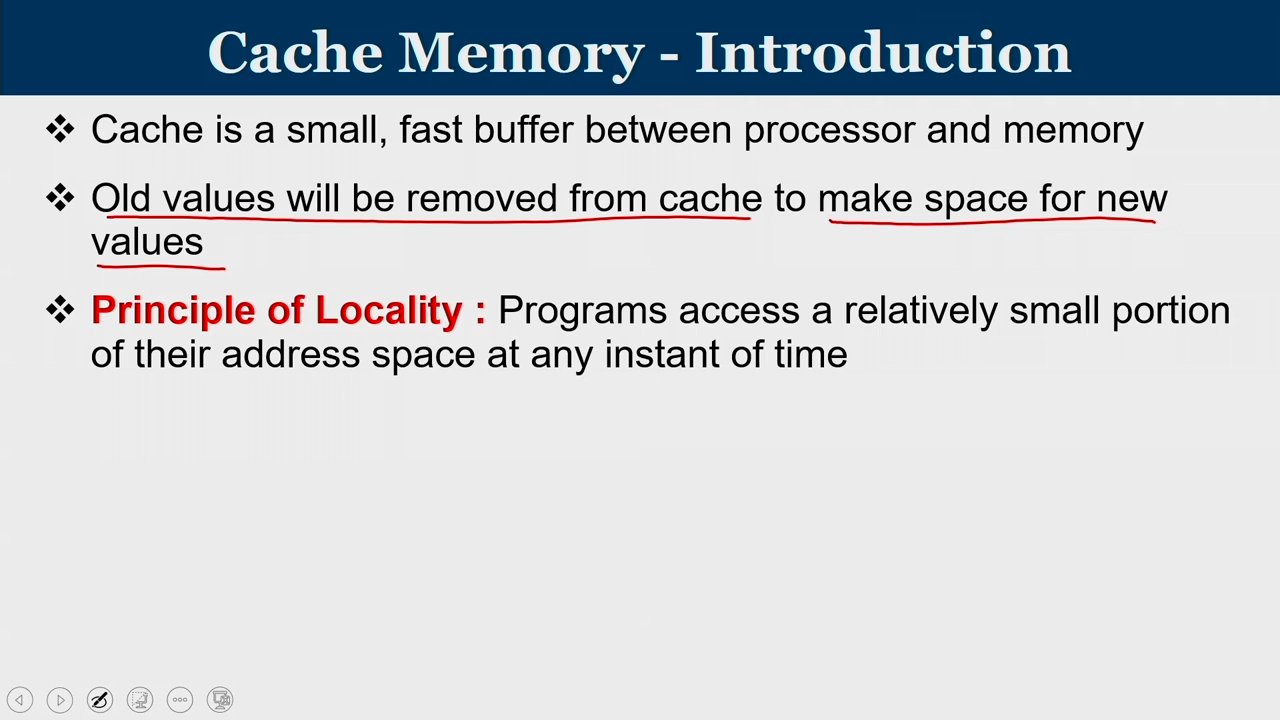 Cache Memory - Introduction
❖ Cache is a small, fast buffer between processor and memory
❖ Old values will be removed from cache to make space for new
values
❖ Principle of Locality : Programs access a relatively small portion
of their address space at any instant of time